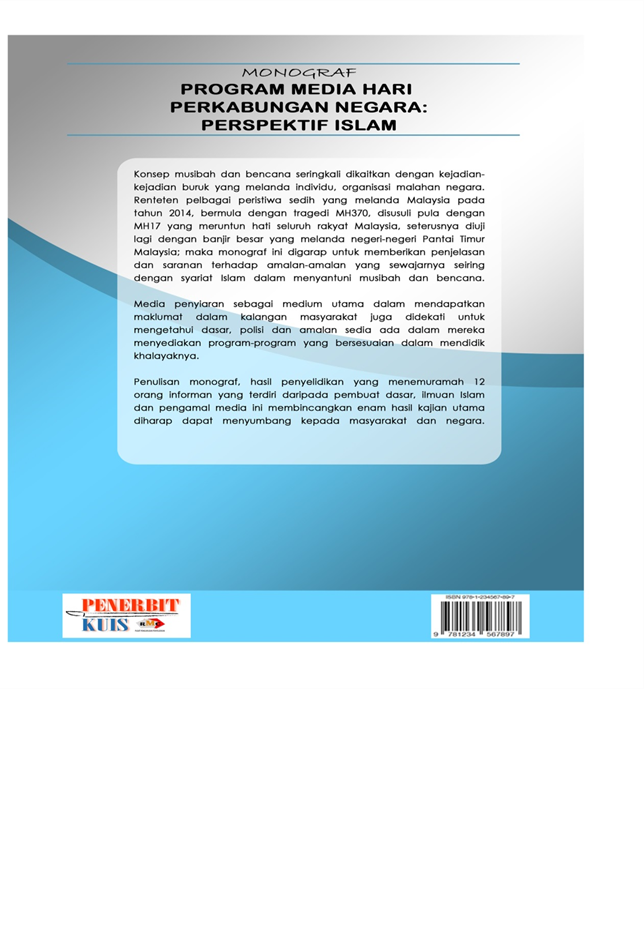 MONOGRAF
PROGRAM MEDIA HARI
PERKABUNGAN NEGARA:
PERSPEKTIF ISLAM
Konsep musibah dan bencana seringkali dikaitkan dengan kejadian-
kejadian buruk yang melanda individu, organisasi malahan negara.
Renteten pelbagai peristiwa sedih yang melanda Malaysia pada
tahun 2014, bermula dengan tragedi MH370, disusuli pula dengan
MH17 yang meruntun hati seluruh rakyat Malaysia, seterusnya diuji
lagi dengan banjir besar yang melanda negeri-negeri Pantai Timur
Malaysia; maka monograf ini digarap untuk memberikan penjelasan
dan saranan terhadap amalan-amalan yang sewajarnya seiring
dengan syariat Islam dalam menyantuni musibah dan bencana.
Media penyiaran sebagai medium utama dalam mendapatkan
maklumat dalam kalangan masyarakat juga didekati untuk
mengetahui dasar, polisi dan amalan sedia ada dalam mereka
menyediakan program-program yang bersesuaian dalam mendidik
khalayaknya.
Penulisan monograf, hasil penyelidikan yang menemuramah 12
orang informan yang terdiri daripada pembuat dasar, ilmuan Islam
dan pengamal media ini membincangkan enam hasil kajian utama
diharap dapat menyumbang kepada masyarakat dan negara.
PENERBIT
KUIS
ISBN 978-1-234567-89-7
9 781234 567897